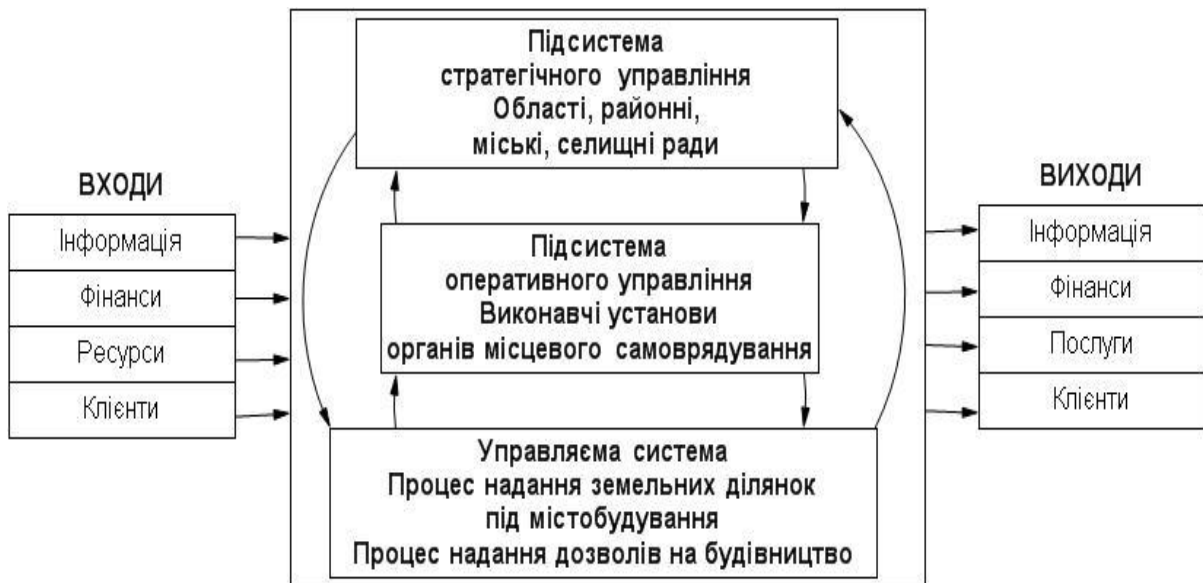 Підсистема
стратегічного управління
Області, районні,
міські, селищні ради
ВХОДИ
Інформація
Фінанси
Ресурси
Клієнти
Підсистема
оперативного управління
Виконавчі установи
органів місцевого самоврядування
Управляєма система
Процес надання земельних ділянок
під містобудування
Процес надання дозволів на будівництво
ВИХОДИ
Інформація
Фінанси
Послуги
Клієнти